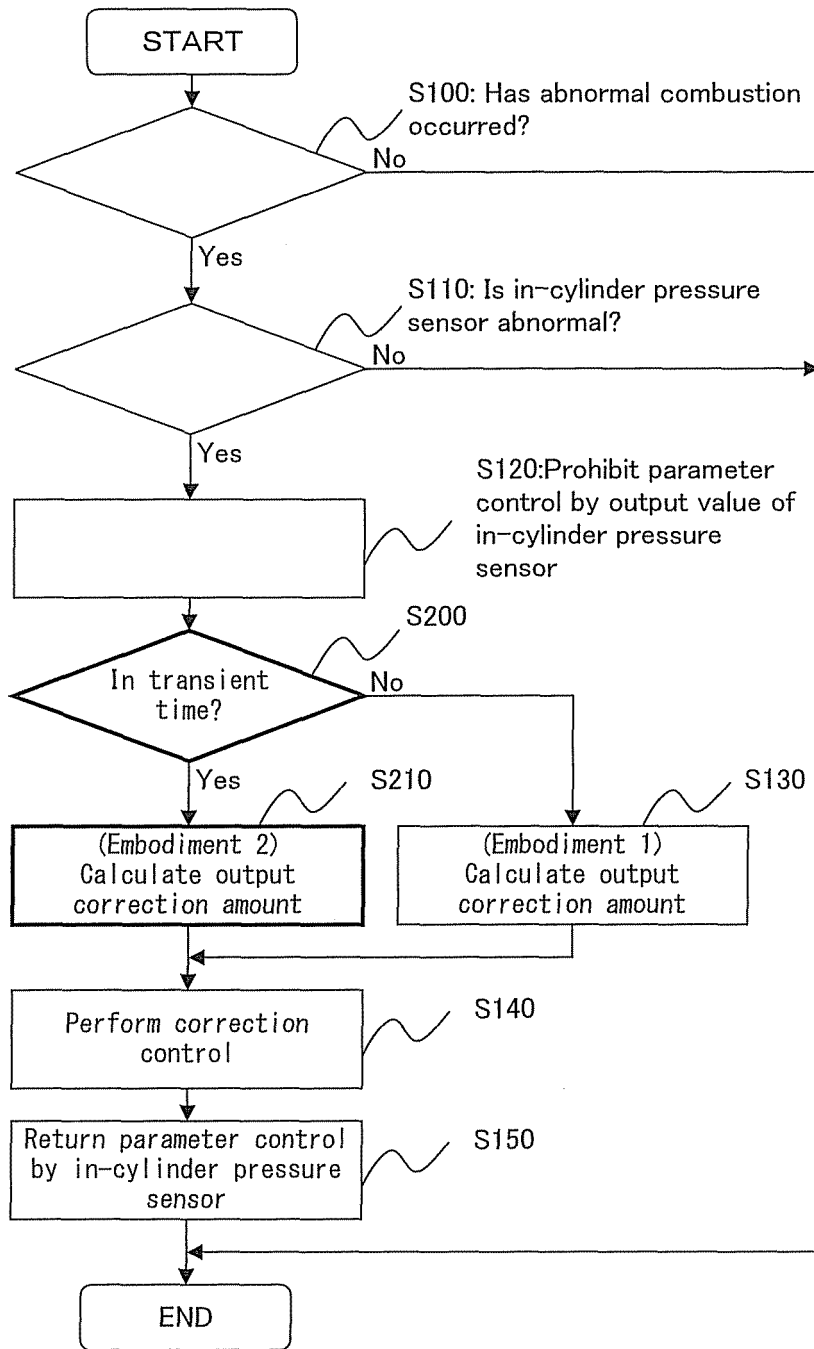 START
S100: Has abnormal combustion
occurred?
No
Yes
S110: Is in-cylinder pressure
sensor abnormal?
No
Yes
S120:Prohibit parameter
control by output value of
in-cylinder pressure
sensor
S200
In transient
time?
No
Yes
S210
S130
(Embodiment 2)
Calculate output
correction amount
(Embodiment 1)
Calculate output
correction amount
Perform correction
control
S140
Return parameter control
by in-cylinder pressure
sensor
S150
END